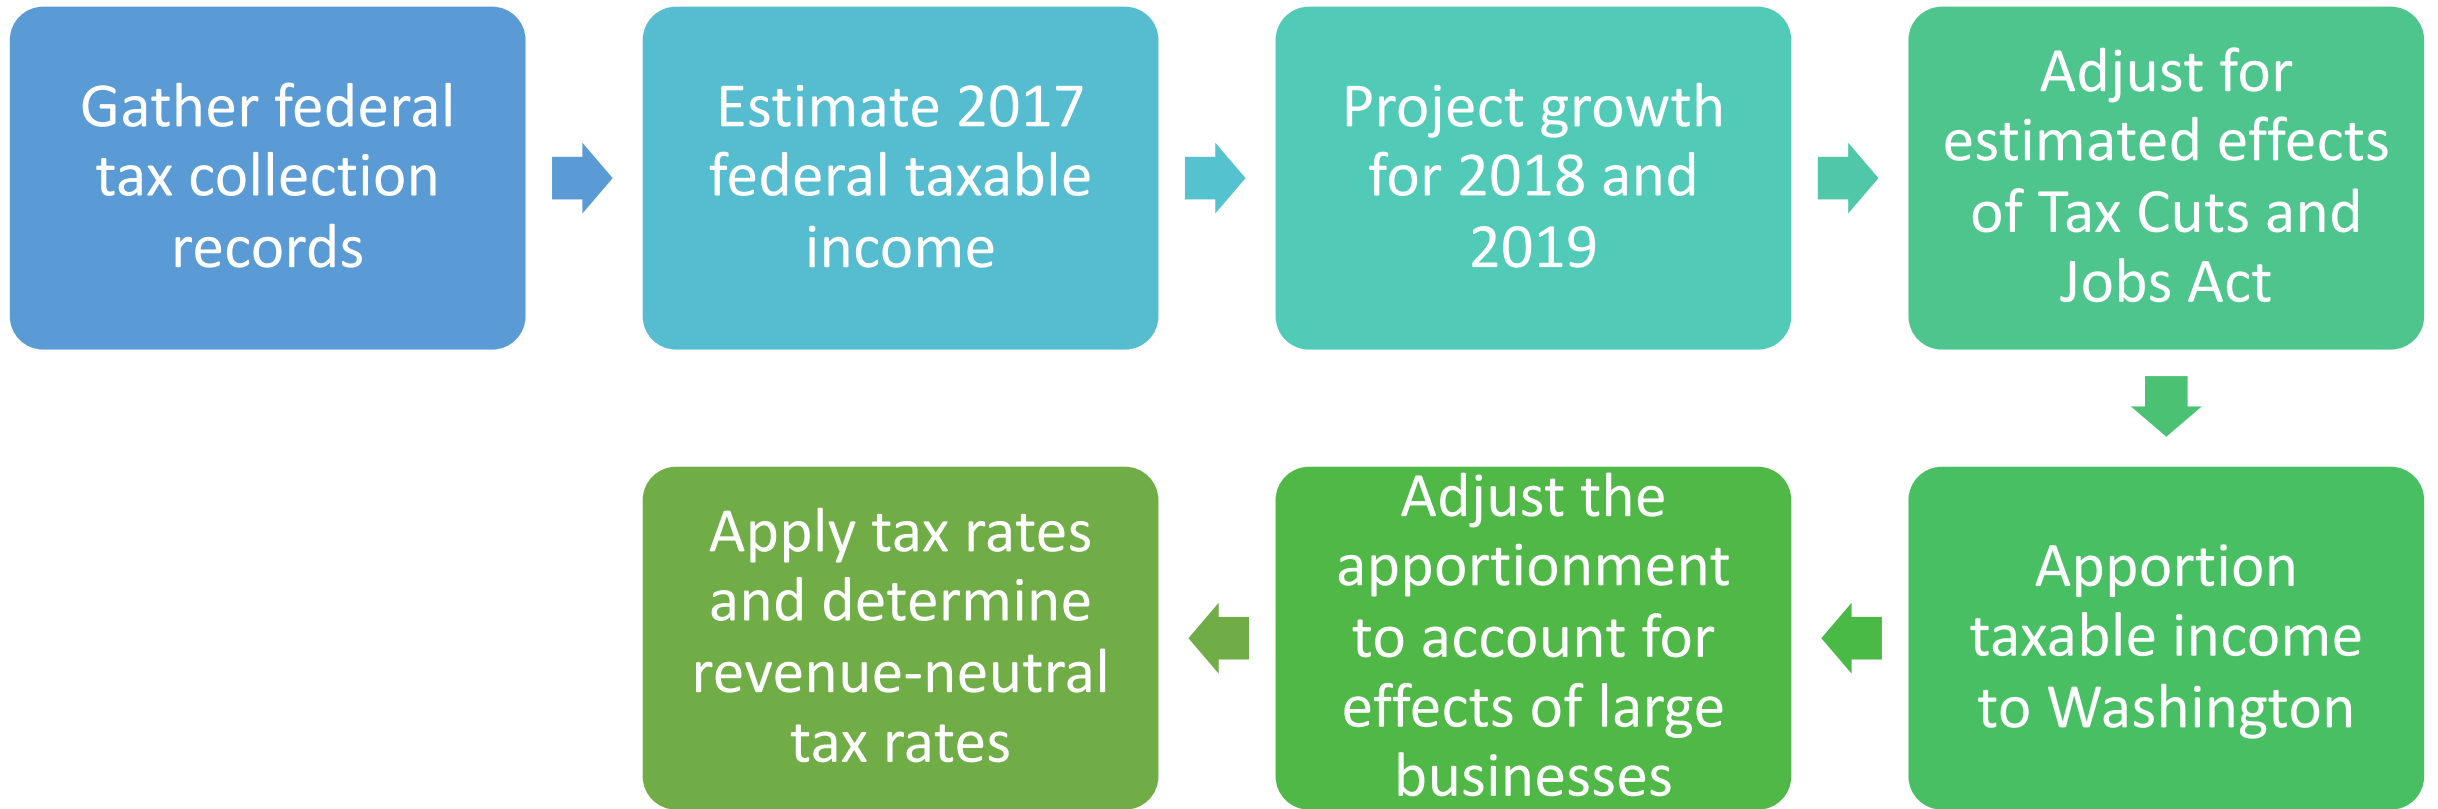 Gather federal
tax collection
records
Estimate 2017
federal taxable
income
Project growth
for 2018 and
2019
Adjust for
estimated effects
of Tax Cuts and
Jobs Act
Apportion
taxable income
to Washington
Adjust the
apportionment
to account for
effects of large
businesses
Apply tax rates
and determine
revenue-neutral
tax rates